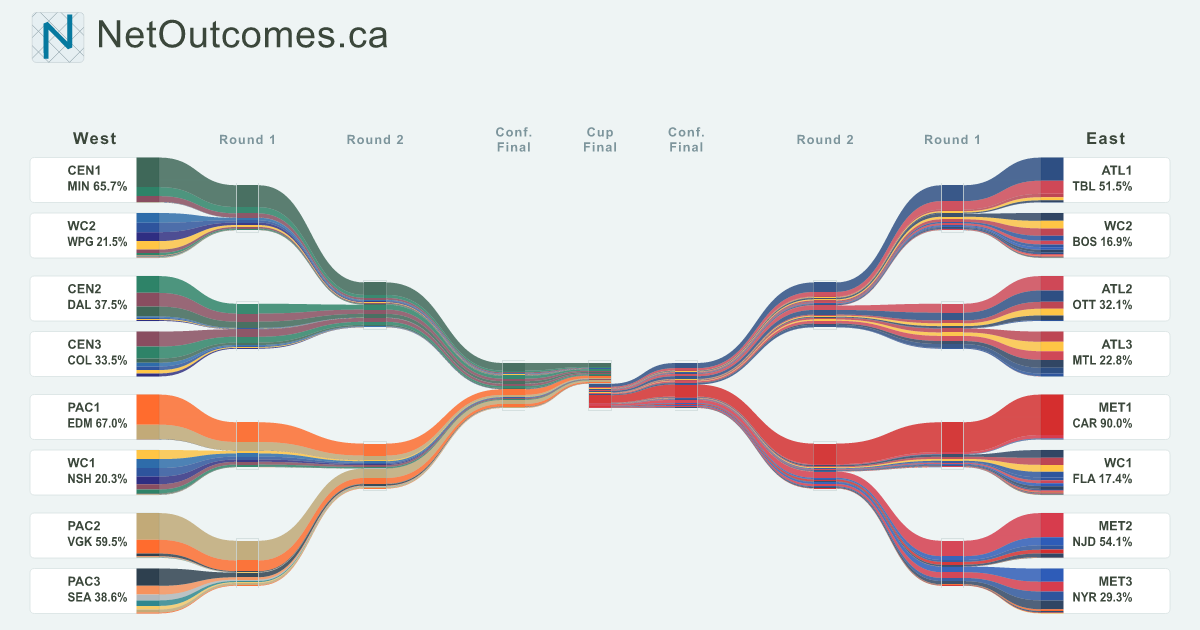 NetOutcomes.ca
West
Round 1
Round 2
Conf.
Final
Cup
Final
Conf.
Final
Round 2
Round 1
East
CEN1
MIN 65.7%
WC2
WPG 21.5%
CEN2
DAL 37.5%
CEN3
COL 33.5%
PAC1
EDM 67.0%
WC1
NSH 20.3%
PAC2
VGK 59.5%
PAC3
SEA 38.6%
ATL1
TBL 51.5%
WC2
BOS 16.9%
ATL2
OTT 32.1%
ATL3
MTL 22.8%
MET1
CAR 90.0%
WC1
FLA 17.4%
MET2
NJD 54.1%
MET3
NYR 29.3%